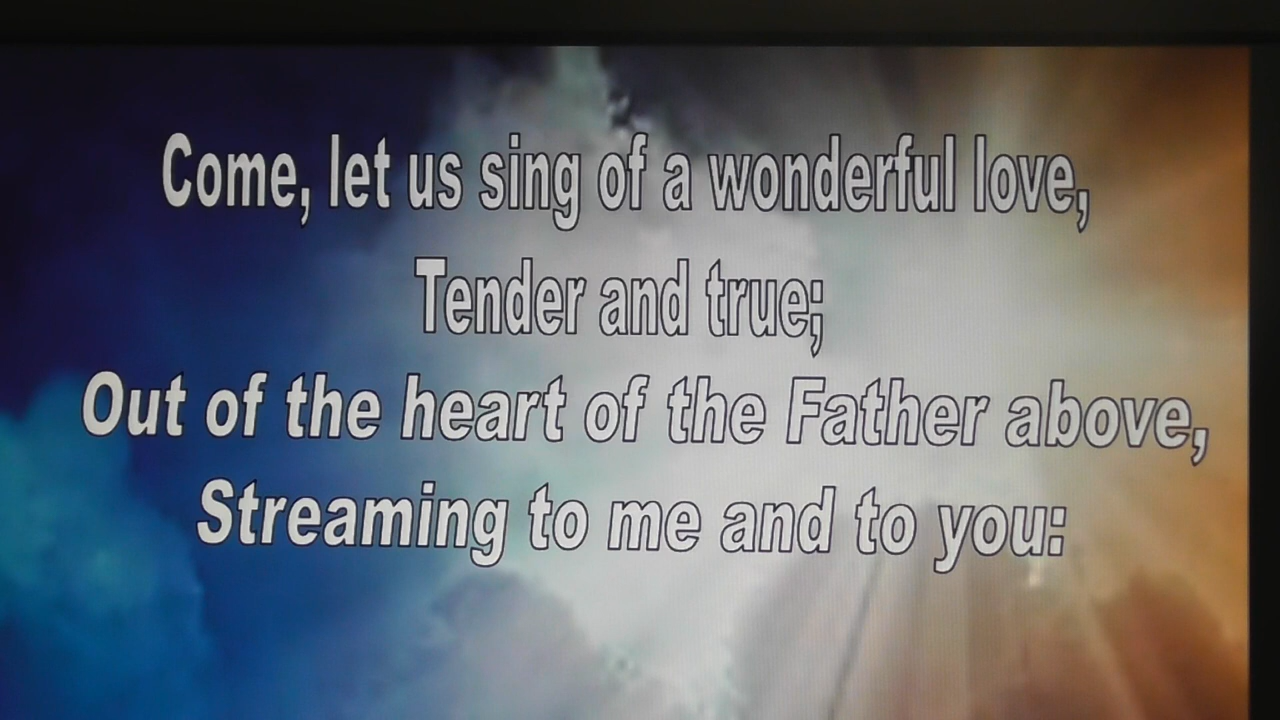 Come, let us sing of a wonderful love,
Tender and true;
Out of the heart of the Father above,
Streaming to me and to you: